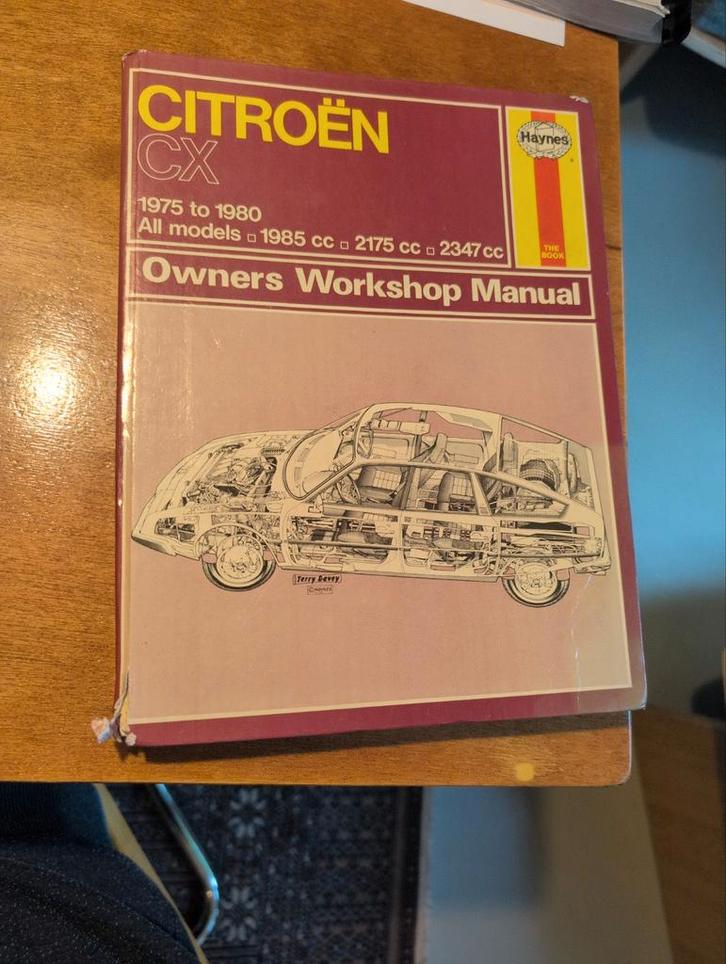 CITROËN
CX
1975 to 1980
All models ▫ 1985 cc ▫ 2175 cc ▫ 2347 cc
Haynes
THE
BOOK
Owners Workshop Manual
Terry Davey
© HAYNES